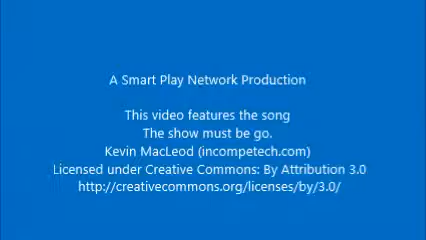 A Smart Play Network Production
This video features the song
The show must be go.
Kevin MacLeod (incompetech.com)
Licensed under Creative Commons: By Attribution 3.0
http://creativecommons.org/licenses/by/3.0/